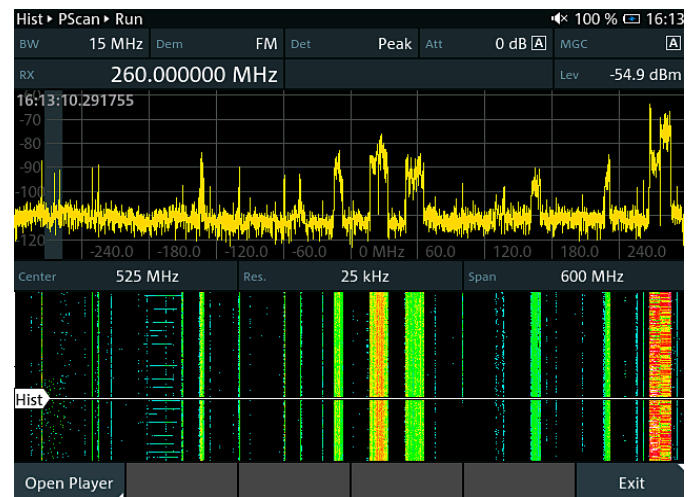 Hist ▸ PScan ▸ Run 100 % 16:13
BW 15 MHz Dem FM Det Peak Att 0 dB A MGC A
RX 260.000000 MHz Lev -54.9 dBm
16:13:10.291755
-60
-70
-80
-90
-100
-120
-240.0 -180.0 -120.0 -60.0 0 MHz 60.0 120.0 180.0 240.0
Center 525 MHz Res. 25 kHz Span 600 MHz
Hist
Open Player Exit